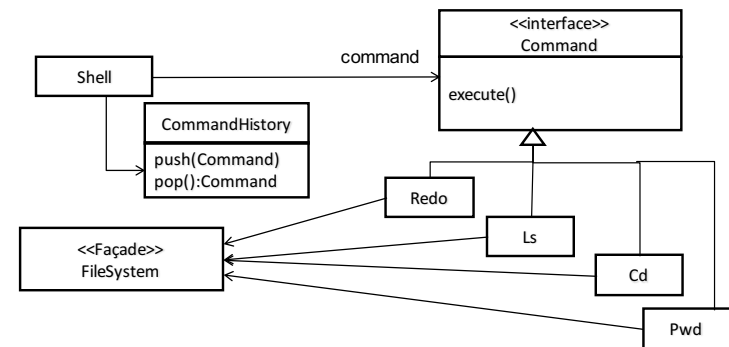 <<interface>>
Command
command
Shell
execute()
CommandHistory
push(Command)
pop():Command
Redo
Ls
<<Façade>>
FileSystem
Cd
Pwd